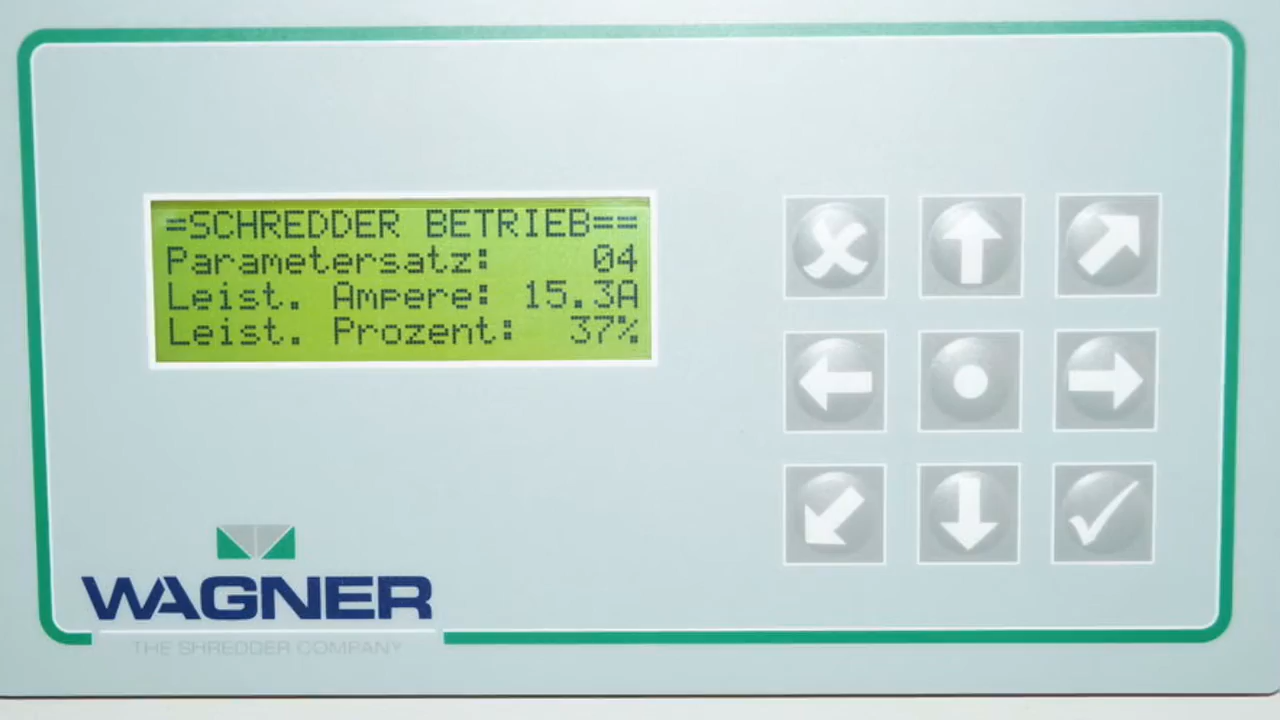 =SCHREDDER BETRIEB==
Parametersatz: 04
Leist. Ampere: 15.3A
Leist. Prozent: 37%
WAGNER
THE SHREDDER COMPANY